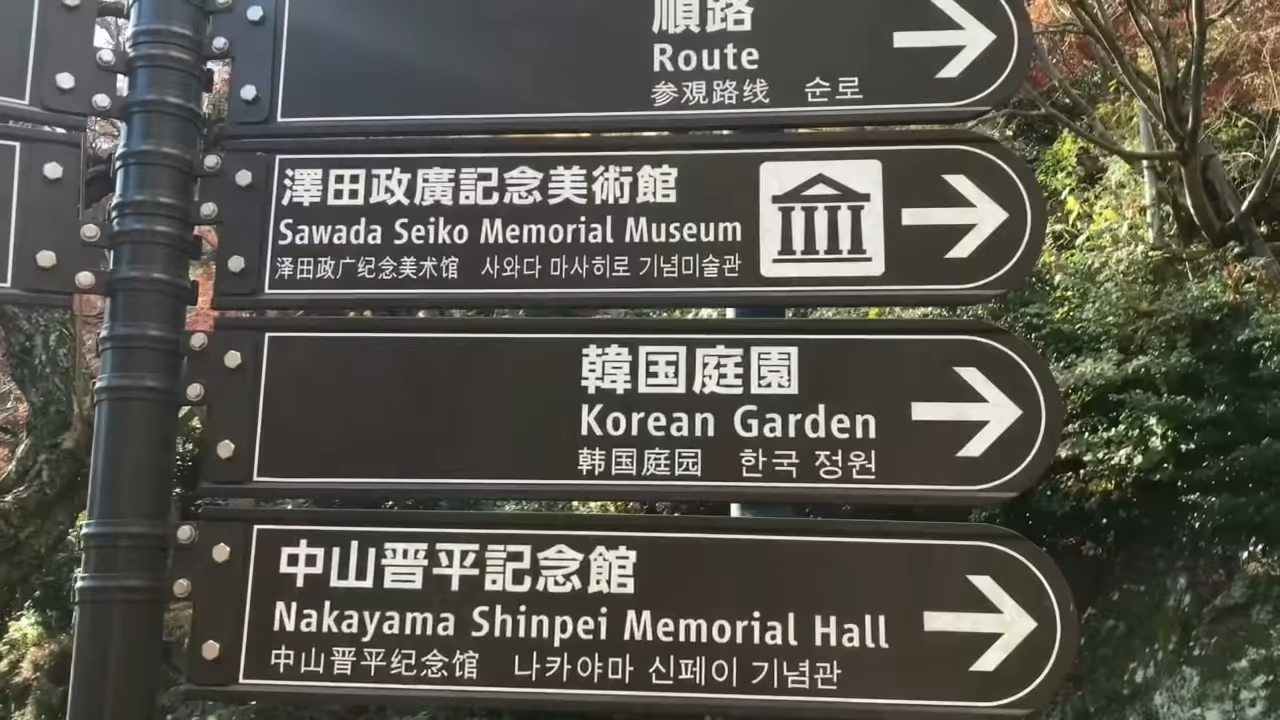 順路
Route
参观路线 순로
澤田政廣記念美術館
Sawada Seiko Memorial Museum
泽田政广纪念美术馆 사와다 마사히로 기념미술관
韓国庭園
Korean Garden
韩国庭园 한국 정원
中山晋平記念館
Nakayama Shinpei Memorial Hall
中山晋平纪念馆 나카야마 신페이 기념관